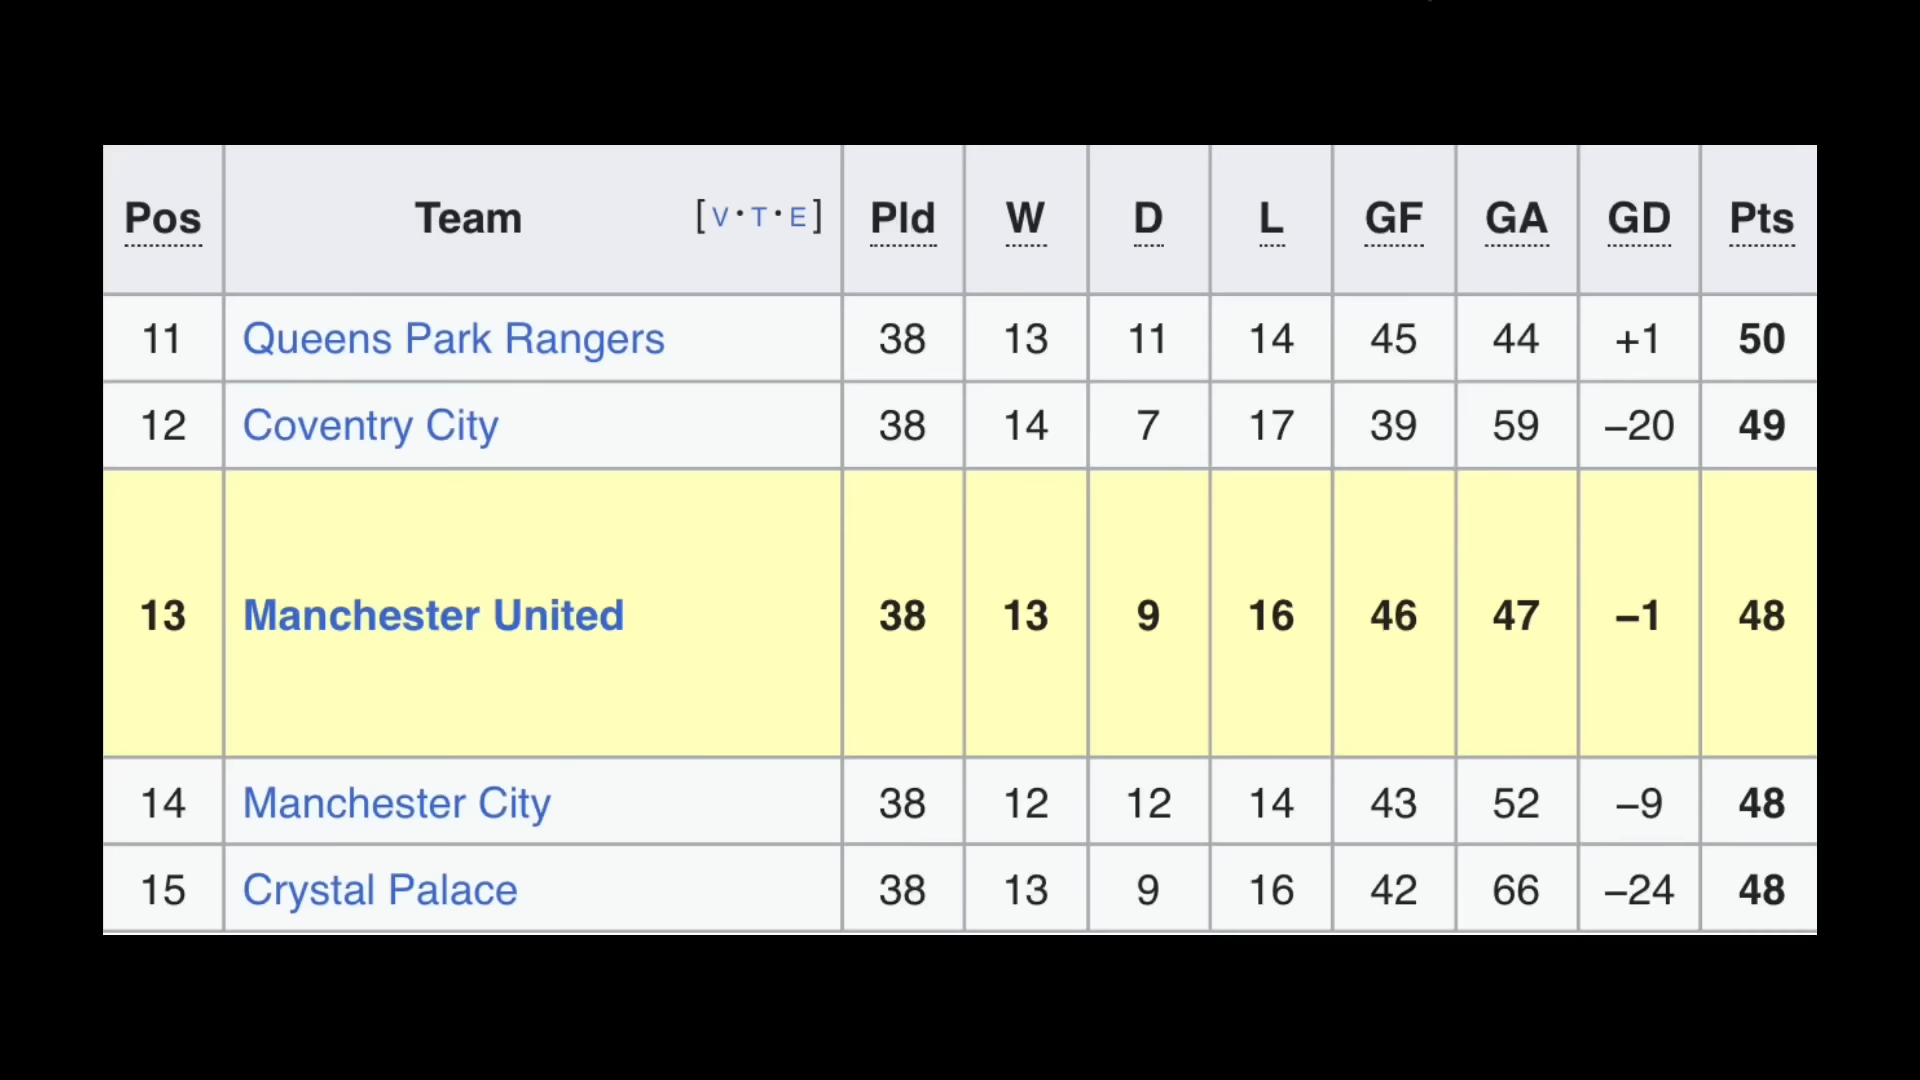 Pos Team [V·T·E] Pld W D L GF GA GD Pts
11 Queens Park Rangers 38 13 11 14 45 44 +1 50
12 Coventry City 38 14 7 17 39 59 –20 49
13 Manchester United 38 13 9 16 46 47 –1 48
14 Manchester City 38 12 12 14 43 52 –9 48
15 Crystal Palace 38 13 9 16 42 66 –24 48